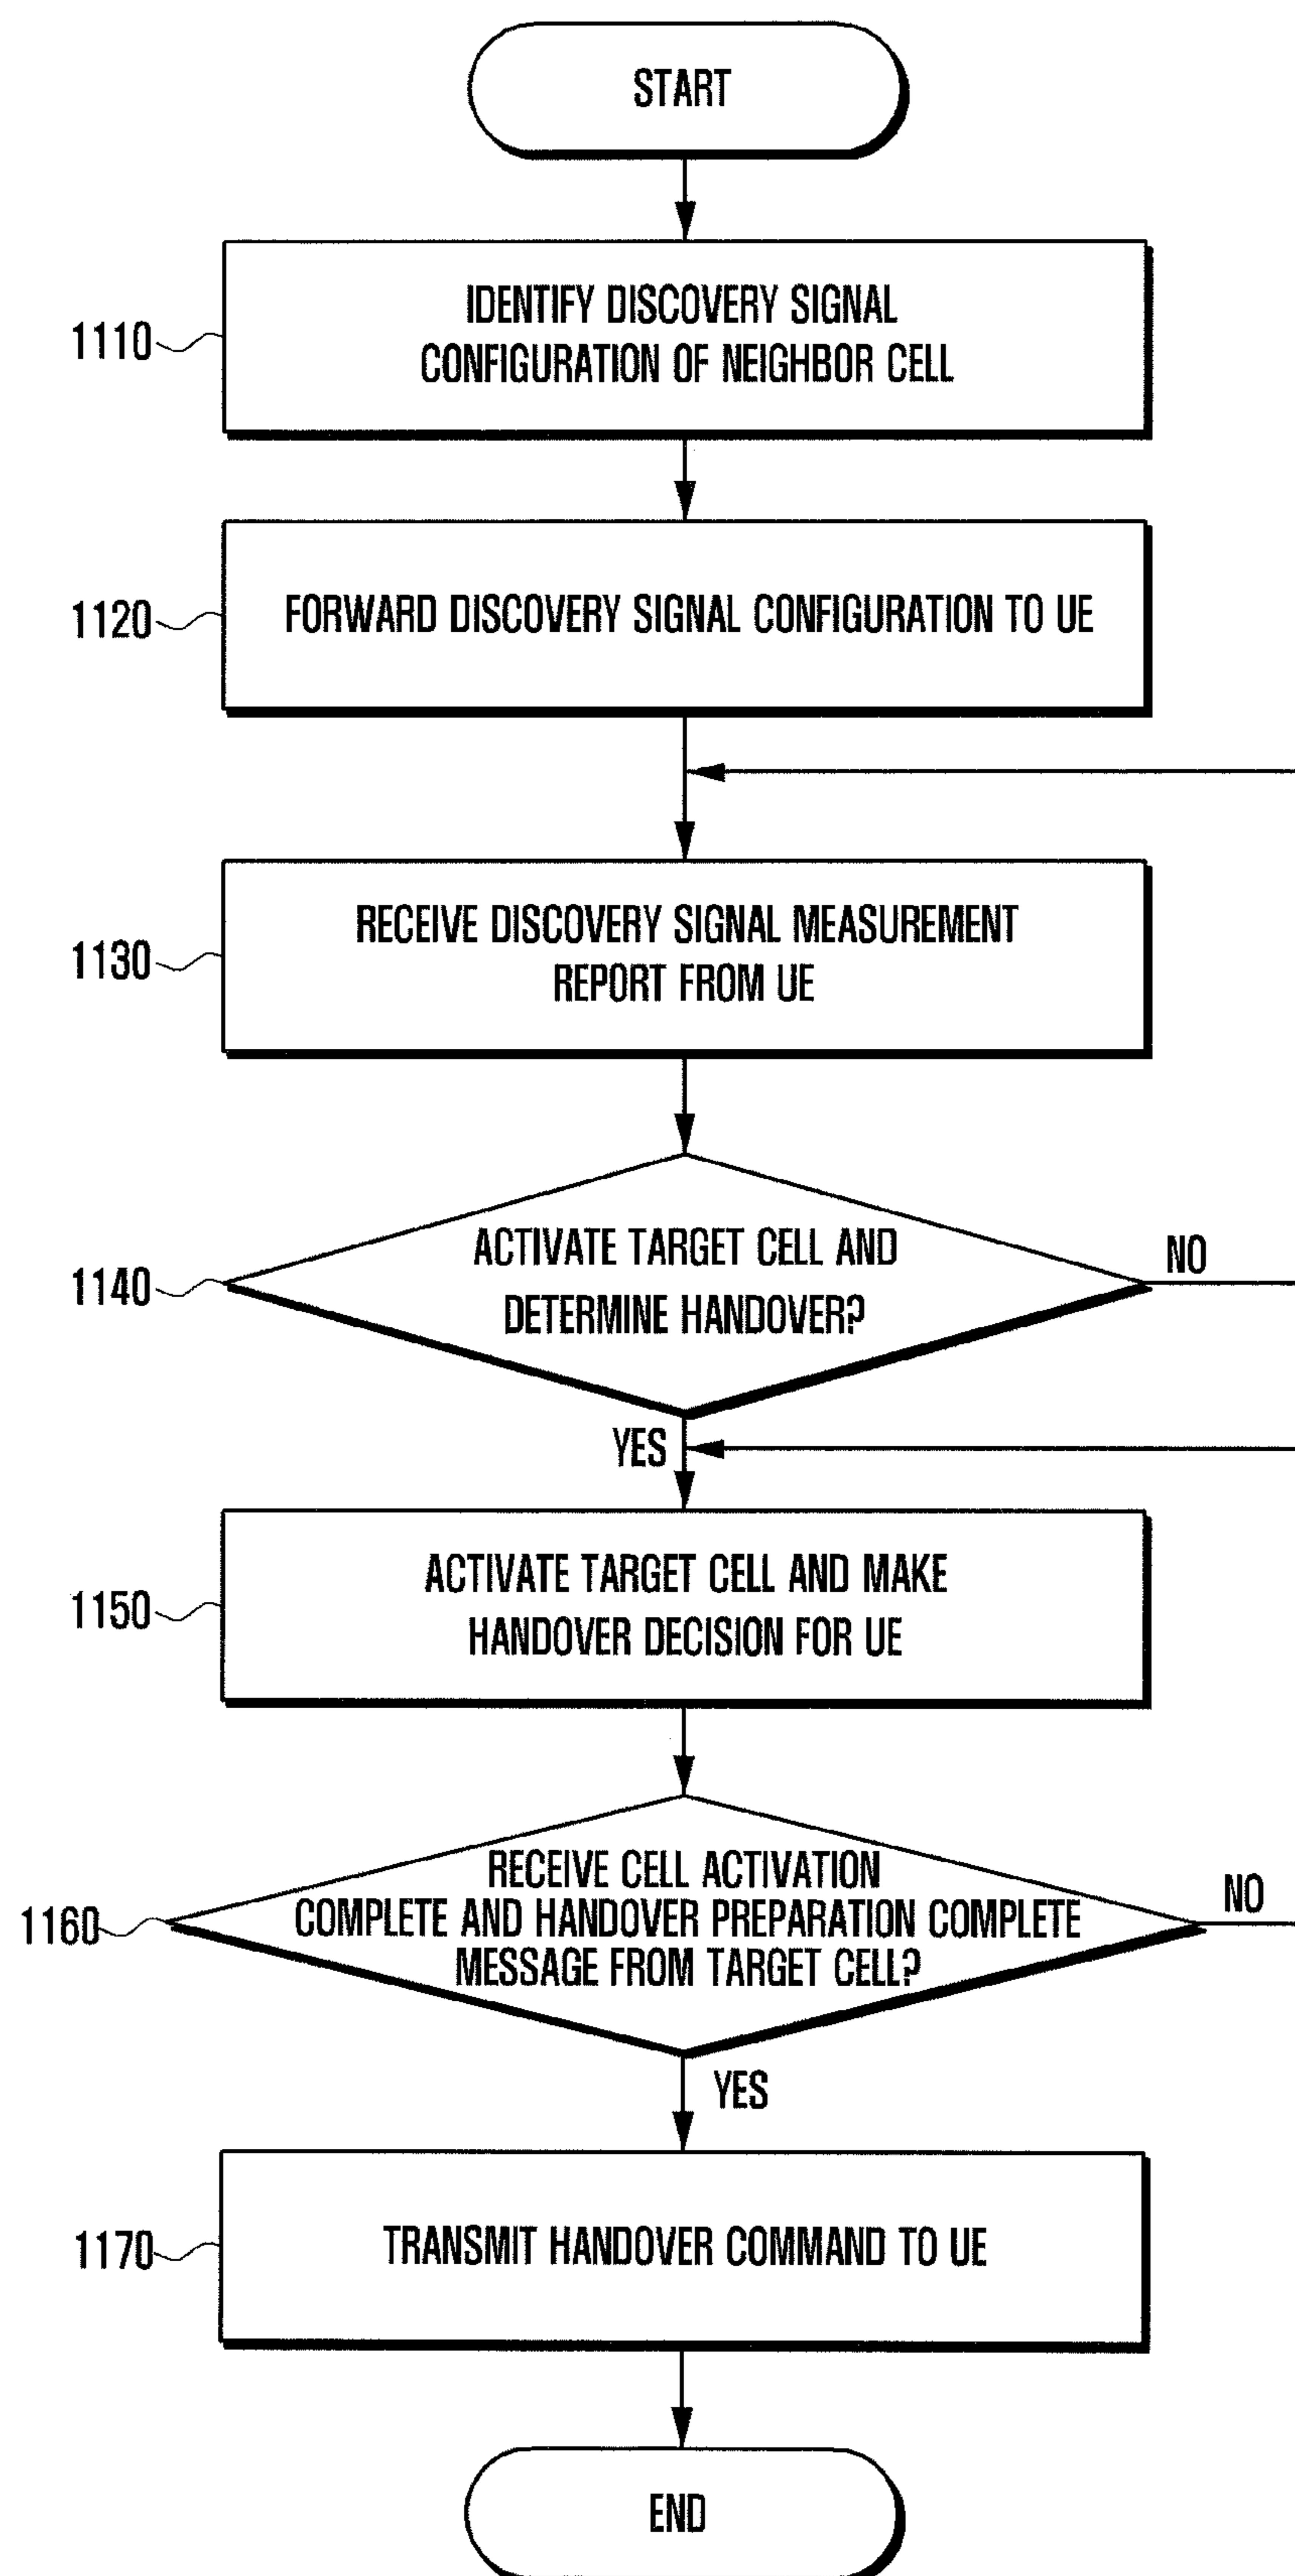 START
1110
IDENTIFY DISCOVERY SIGNAL
CONFIGURATION OF NEIGHBOR CELL
1120
FORWARD DISCOVERY SIGNAL CONFIGURATION TO UE
1130
RECEIVE DISCOVERY SIGNAL MEASUREMENT
REPORT FROM UE
1140
ACTIVATE TARGET CELL AND
DETERMINE HANDOVER?
NO
YES
1150
ACTIVATE TARGET CELL AND MAKE
HANDOVER DECISION FOR UE
1160
RECEIVE CELL ACTIVATION
COMPLETE AND HANDOVER PREPARATION COMPLETE
MESSAGE FROM TARGET CELL?
NO
YES
1170
TRANSMIT HANDOVER COMMAND TO UE
END